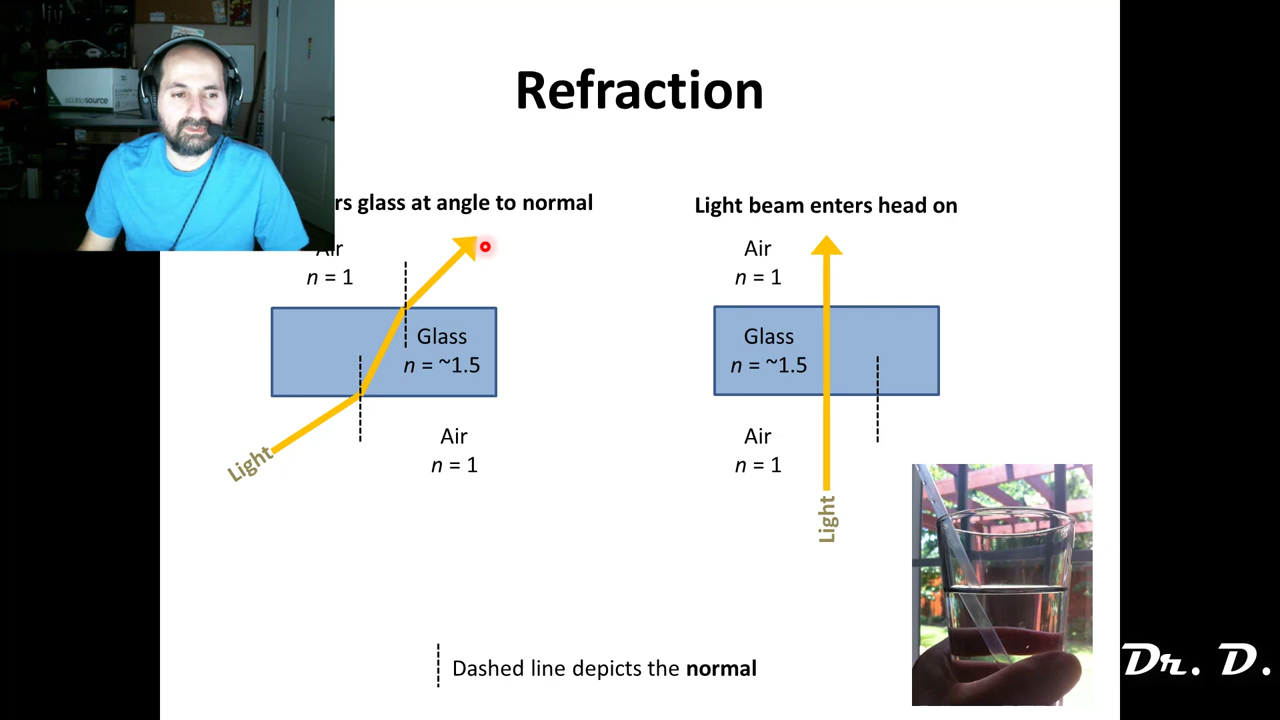 Refraction
rs glass at angle to normal
Air
n = 1
Glass
n = ~1.5
Air
n = 1
Light
Light beam enters head on
Air
n = 1
Glass
n = ~1.5
Air
n = 1
Light
Dashed line depicts the normal
Dr. D.